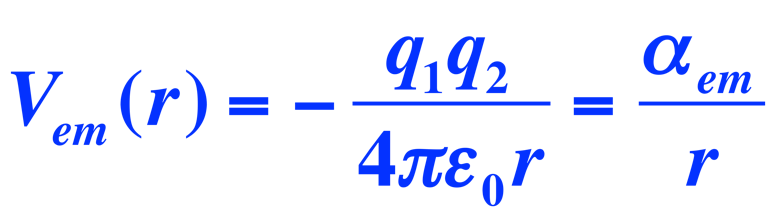 V_em(r) = − q₁q₂ / 4πε₀r = α_em / r